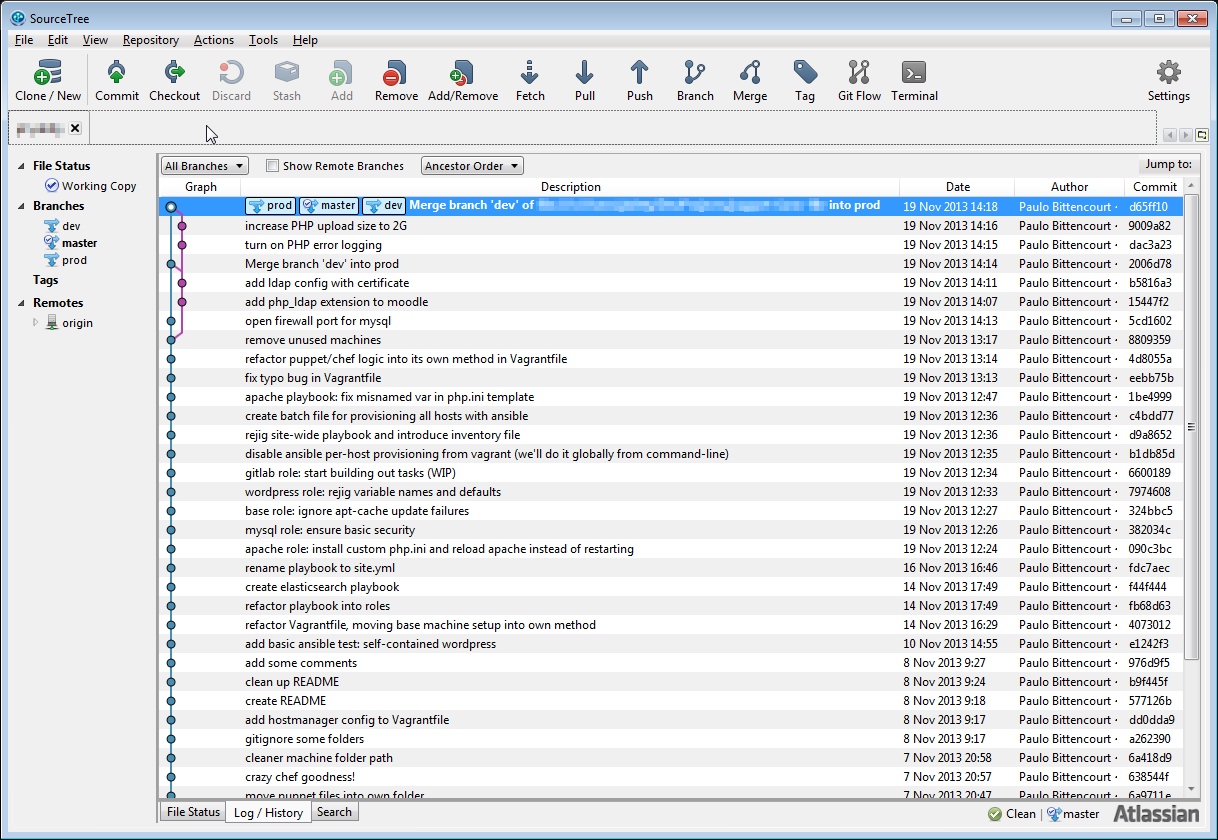 SourceTree
File Edit View Repository Actions Tools Help
Clone / New Commit Checkout Discard Stash Add Remove Add/Remove Fetch Pull Push Branch Merge Tag Git Flow Terminal Settings
File Status
Working Copy
Branches
dev
master
prod
Tags
Remotes
origin
All Branches Show Remote Branches Ancestor Order Jump to:
Graph Description Date Author Commit
prod master dev Merge branch 'dev' of into prod 19 Nov 2013 14:18 Paulo Bittencourt d65ff10
increase PHP upload size to 2G 19 Nov 2013 14:16 Paulo Bittencourt 9009a82
turn on PHP error logging 19 Nov 2013 14:15 Paulo Bittencourt dac3a23
Merge branch 'dev' into prod 19 Nov 2013 14:14 Paulo Bittencourt 2006d78
add ldap config with certificate 19 Nov 2013 14:11 Paulo Bittencourt b5816a3
add php_ldap extension to moodle 19 Nov 2013 14:07 Paulo Bittencourt 15447f2
open firewall port for mysql 19 Nov 2013 14:13 Paulo Bittencourt 5cd1602
remove unused machines 19 Nov 2013 13:17 Paulo Bittencourt 8809359
refactor puppet/chef logic into its own method in Vagrantfile 19 Nov 2013 13:14 Paulo Bittencourt 4d8055a
fix typo bug in Vagrantfile 19 Nov 2013 13:13 Paulo Bittencourt eebb75b
apache playbook: fix misnamed var in php.ini template 19 Nov 2013 12:47 Paulo Bittencourt 1be4999
create batch file for provisioning all hosts with ansible 19 Nov 2013 12:36 Paulo Bittencourt c4bdd77
rejig site-wide playbook and introduce inventory file 19 Nov 2013 12:36 Paulo Bittencourt d9a8652
disable ansible per-host provisioning from vagrant (we'll do it globally from command-line) 19 Nov 2013 12:35 Paulo Bittencourt b1db85d
gitlab role: start building out tasks (WIP) 19 Nov 2013 12:34 Paulo Bittencourt 6600189
wordpress role: rejig variable names and defaults 19 Nov 2013 12:33 Paulo Bittencourt 7974608
base role: ignore apt-cache update failures 19 Nov 2013 12:27 Paulo Bittencourt 324bbc5
mysql role: ensure basic security 19 Nov 2013 12:26 Paulo Bittencourt 382034c
apache role: install custom php.ini and reload apache instead of restarting 19 Nov 2013 12:24 Paulo Bittencourt 090c3bc
rename playbook to site.yml 16 Nov 2013 16:46 Paulo Bittencourt fdc7aec
create elasticsearch playbook 14 Nov 2013 17:49 Paulo Bittencourt f44f444
refactor playbook into roles 14 Nov 2013 17:49 Paulo Bittencourt fb68d63
refactor Vagrantfile, moving base machine setup into own method 14 Nov 2013 16:29 Paulo Bittencourt 4073012
add basic ansible test: self-contained wordpress 10 Nov 2013 14:55 Paulo Bittencourt e1242f3
add some comments 8 Nov 2013 9:27 Paulo Bittencourt 976d9f5
clean up README 8 Nov 2013 9:24 Paulo Bittencourt b9f445f
create README 8 Nov 2013 9:18 Paulo Bittencourt 577126b
add hostmanager config to Vagrantfile 8 Nov 2013 9:17 Paulo Bittencourt dd0dda9
gitignore some folders 8 Nov 2013 9:17 Paulo Bittencourt a262390
cleaner machine folder path 7 Nov 2013 20:58 Paulo Bittencourt 6a418d9
crazy chef goodness! 7 Nov 2013 20:57 Paulo Bittencourt 638544f
move puppet files into own folder 7 Nov 2013 20:47 Paulo Bittencourt 6a9711e
File Status Log / History Search Clean master Atlassian